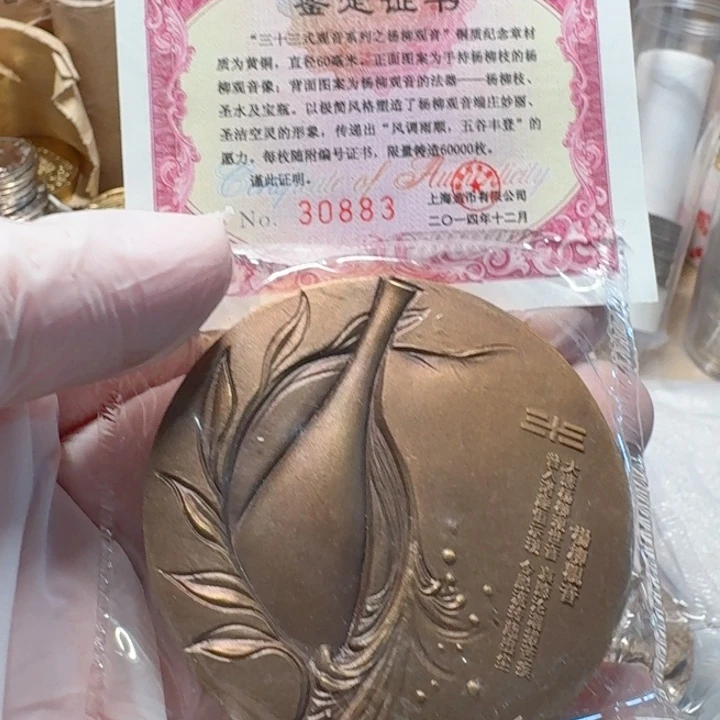 鉴定证书
“三十三式观音系列之杨柳观音”铜质纪念章材
质为黄铜，直径60毫米。正面图案为手持杨柳枝的杨
柳观音像；背面图案为杨柳观音的法器——杨柳枝、
圣水及宝瓶。以极简风格塑造了杨柳观音端庄妙丽、
圣洁空灵的形象，传递出“风调雨顺，五谷丰登”的
愿力。每枚随附编号证书，限量铸造60000枚。
谨此证明。
Certificate of Authenticity
上海造币有限公司
No. 30883
二〇一四年十二月
三十三
杨柳观音